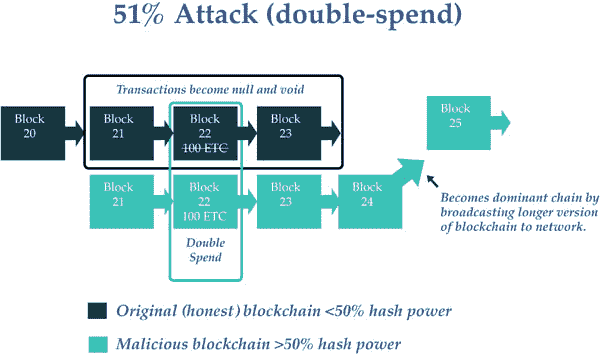 51% Attack (double-spend)
Transactions become null and void
Block
20
Block
21
Block
22
100 ETC
Block
23
Block
25
Block
21
Block
22
100 ETC
Block
23
Block
24
Becomes dominant chain by
broadcasting longer version
of blockchain to network.
Double
Spend
Original (honest) blockchain <50% hash power
Malicious blockchain >50% hash power